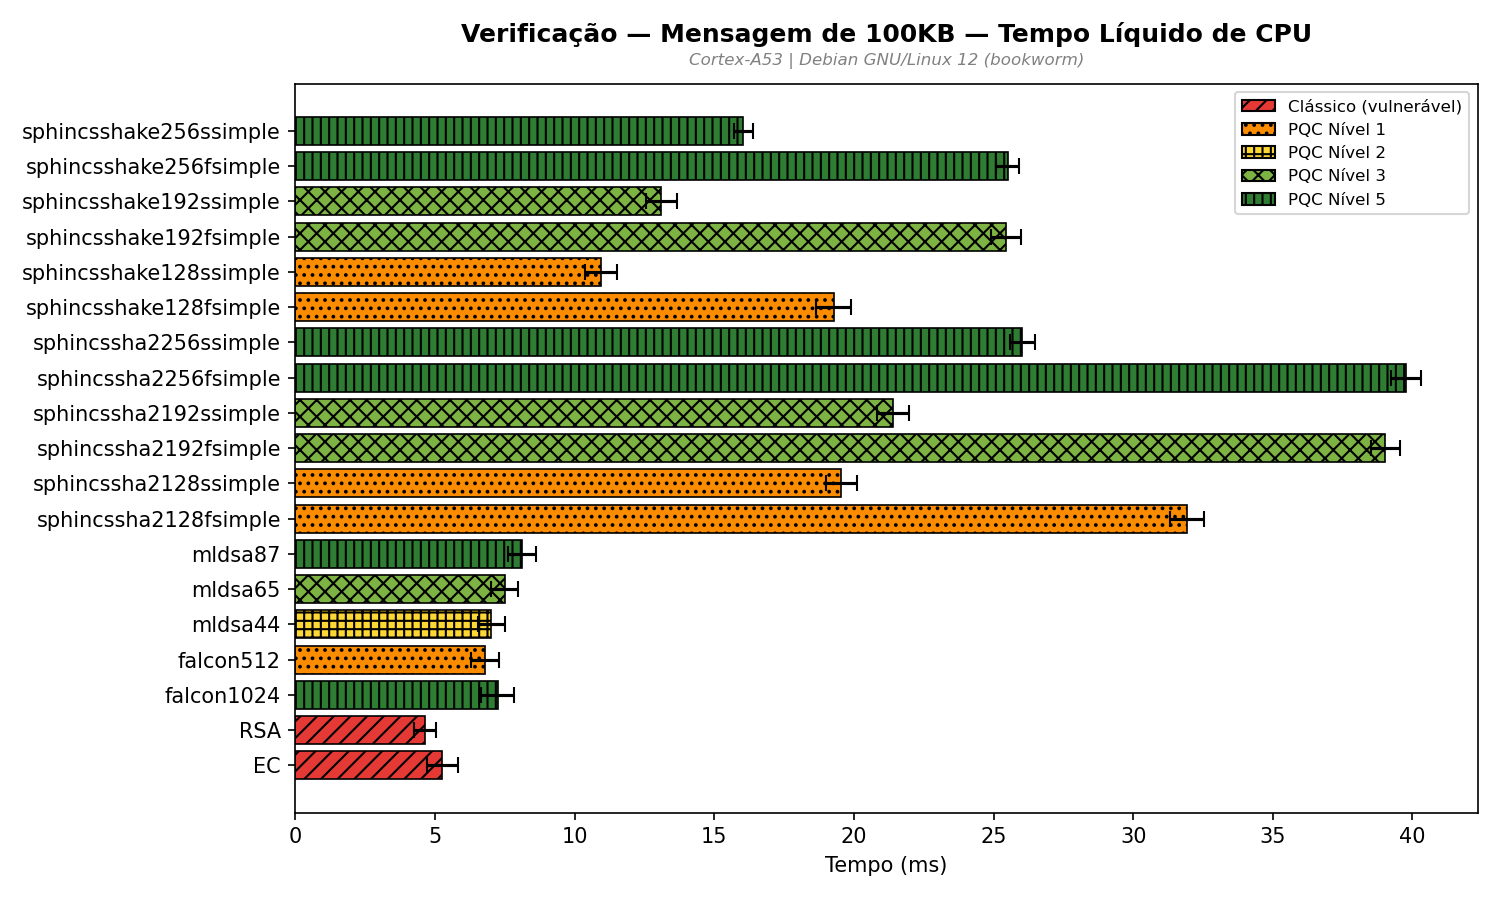 Verificação — Mensagem de 100KB — Tempo Líquido de CPU
Cortex-A53 | Debian GNU/Linux 12 (bookworm)
Clássico (vulnerável)
PQC Nível 1
PQC Nível 2
PQC Nível 3
PQC Nível 5
sphincsshake256ssimple
sphincsshake256fsimple
sphincsshake192ssimple
sphincsshake192fsimple
sphincsshake128ssimple
sphincsshake128fsimple
sphincssha2256ssimple
sphincssha2256fsimple
sphincssha2192ssimple
sphincssha2192fsimple
sphincssha2128ssimple
sphincssha2128fsimple
mldsa87
mldsa65
mldsa44
falcon512
falcon1024
RSA
EC
0 5 10 15 20 25 30 35 40
Tempo (ms)